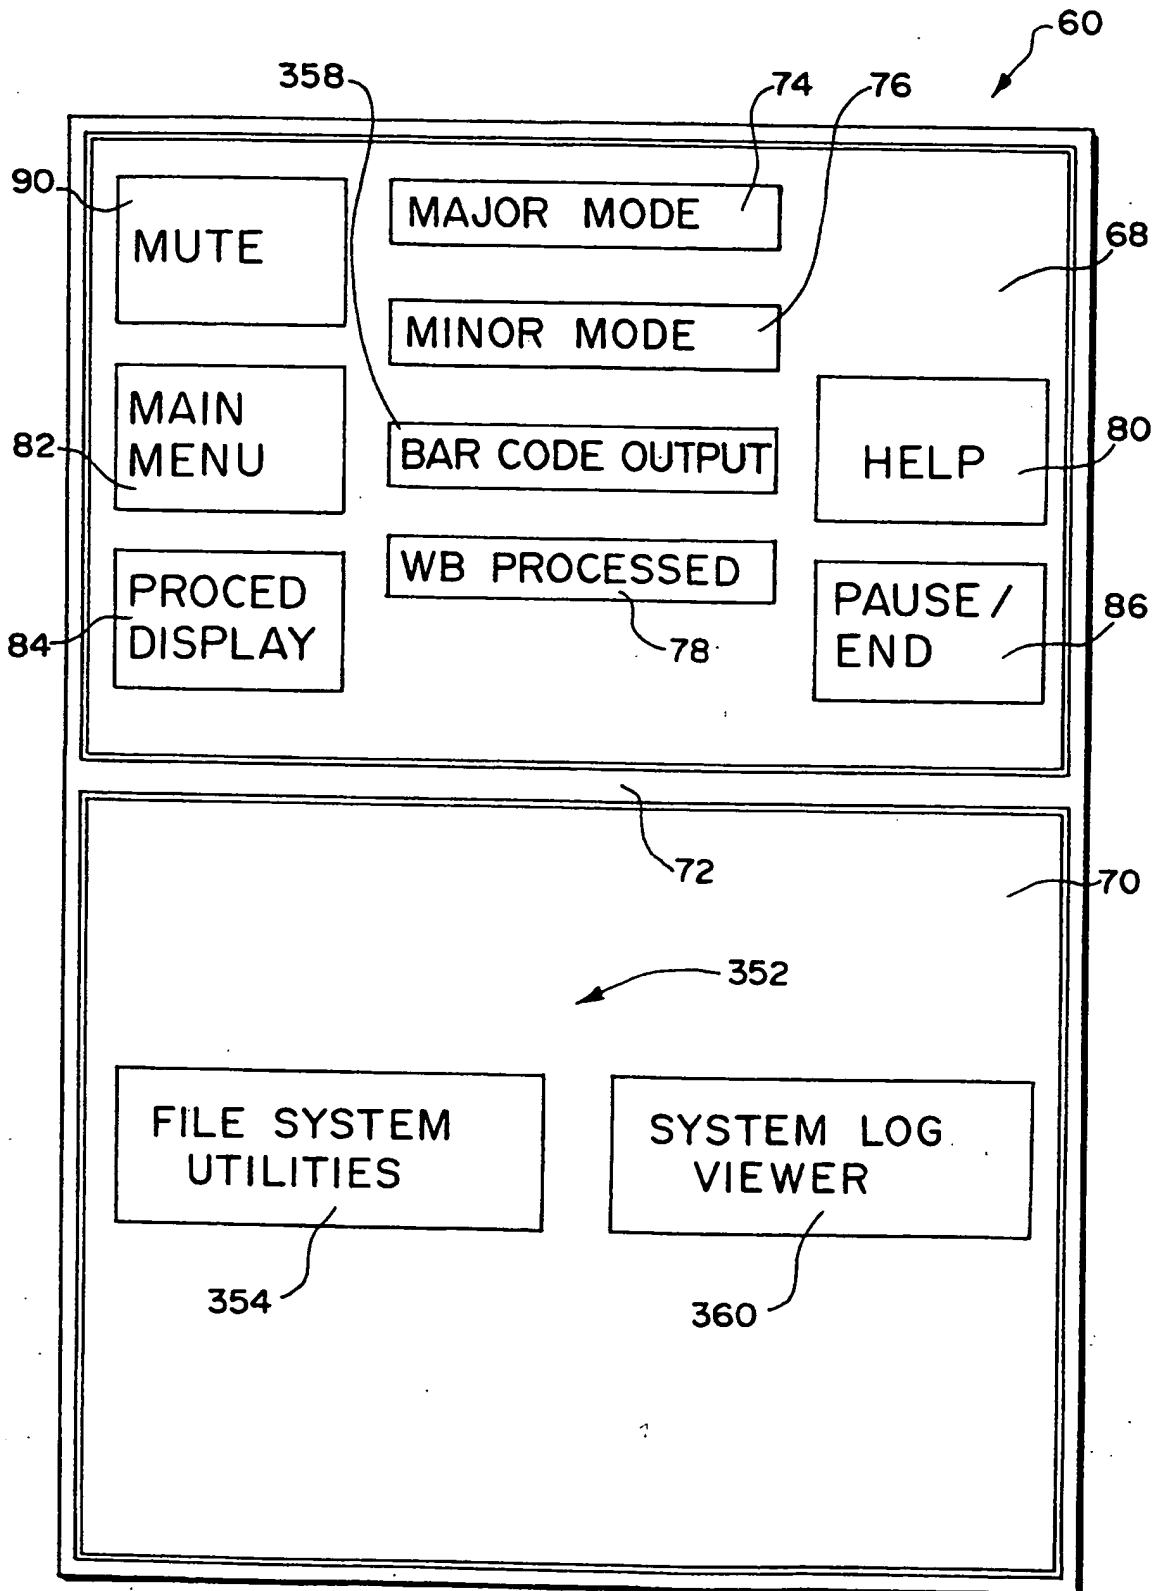 60
358
74
76
90
MUTE
MAJOR MODE
68
MINOR MODE
MAIN
MENU
82
BAR CODE OUTPUT
HELP
80
PROCED
DISPLAY
84
WB PROCESSED
78
PAUSE /
END
86
72
70
352
FILE SYSTEM
UTILITIES
SYSTEM LOG
VIEWER
354
360